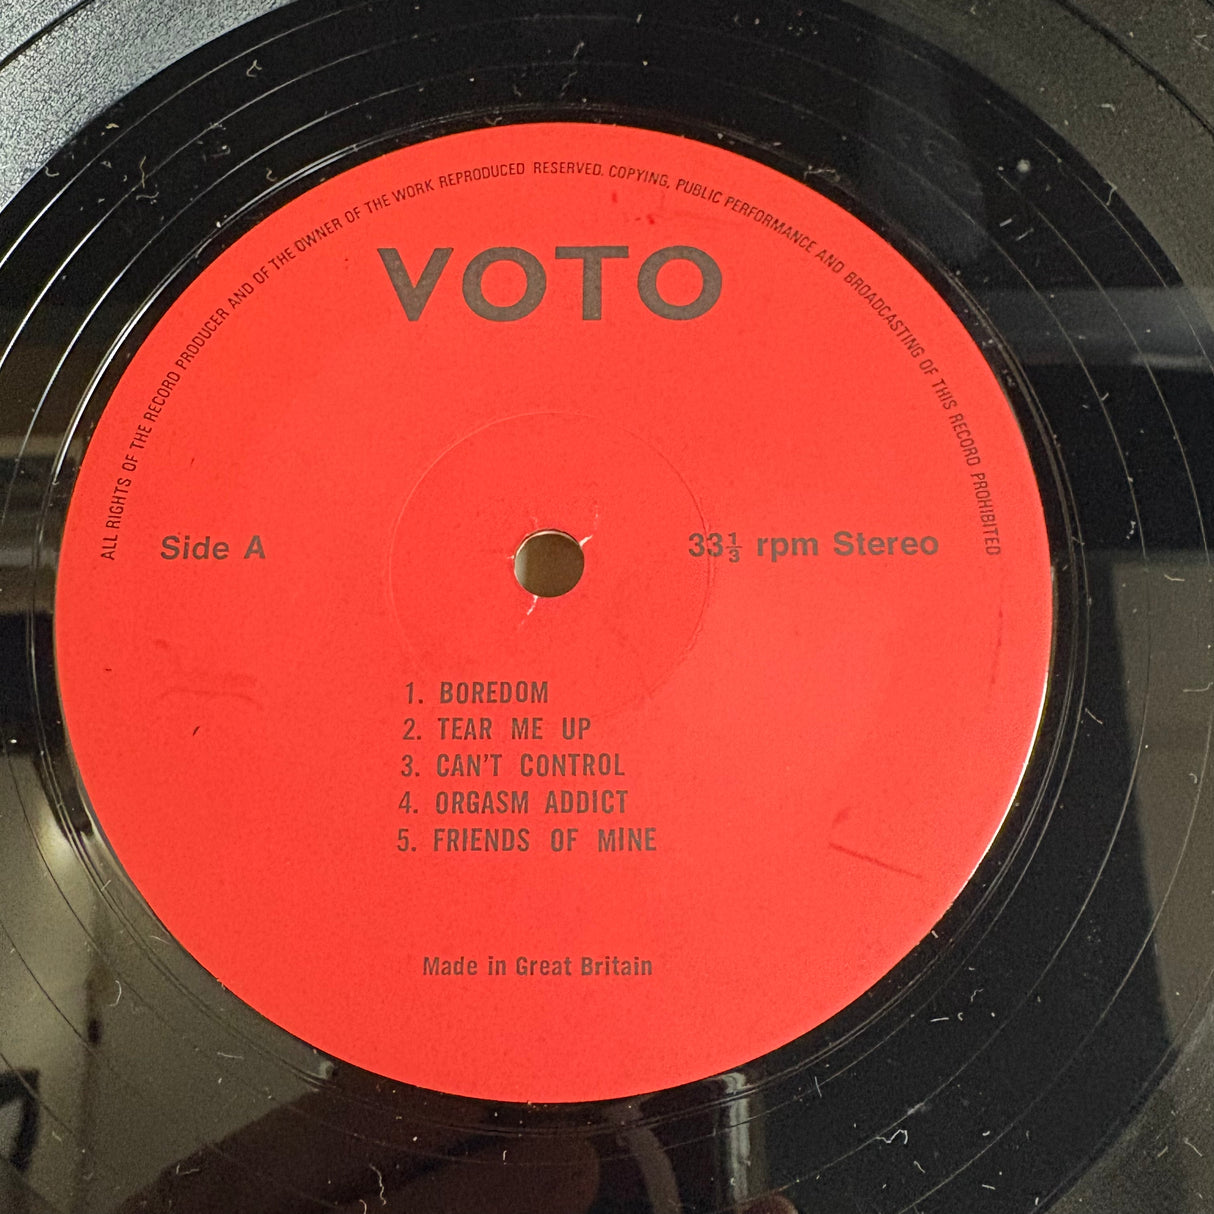 ALL RIGHTS OF THE RECORD PRODUCER AND OF THE OWNER OF THE WORK REPRODUCED RESERVED. COPYING, PUBLIC PERFORMANCE AND BROADCASTING OF THIS RECORD PROHIBITED
VOTO
Side A
33⅓ rpm Stereo
1. BOREDOM
2. TEAR ME UP
3. CAN'T CONTROL
4. ORGASM ADDICT
5. FRIENDS OF MINE
Made in Great Britain